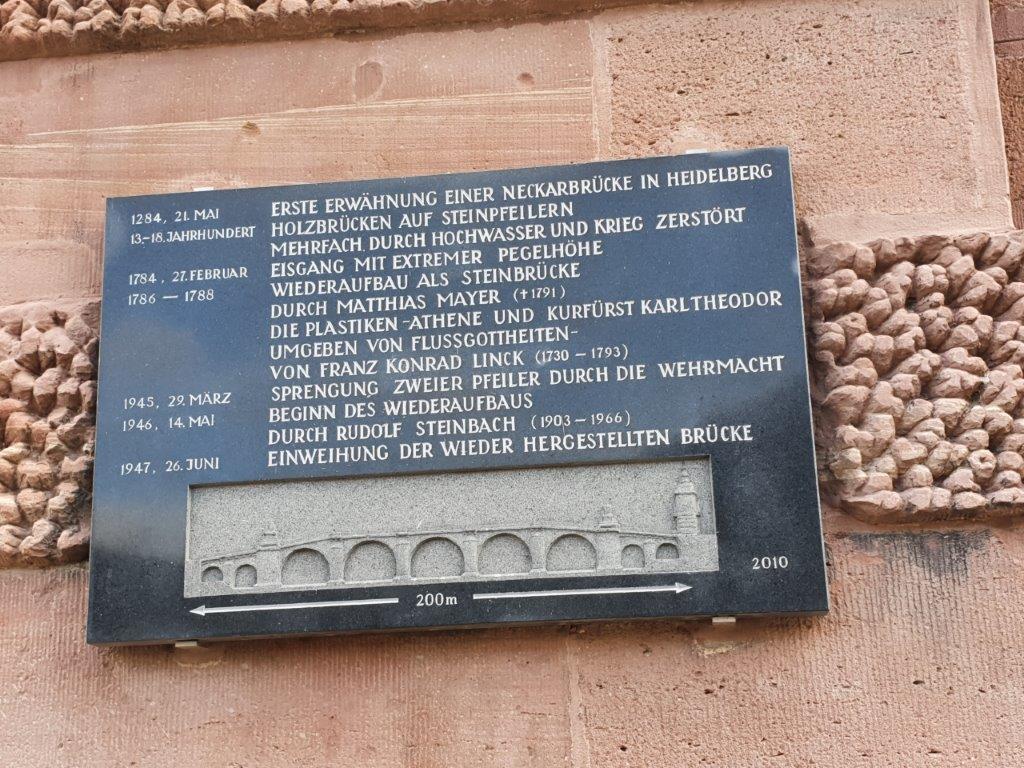 1284, 21. MAI ERSTE ERWÄHNUNG EINER NECKARBRÜCKE IN HEIDELBERG
13.–18. JAHRHUNDERT HOLZBRÜCKEN AUF STEINPFEILERN
MEHRFACH DURCH HOCHWASSER UND KRIEG ZERSTÖRT
1784, 27. FEBRUAR EISGANG MIT EXTREMER PEGELHÖHE
1786 – 1788 WIEDERAUFBAU ALS STEINBRÜCKE
DURCH MATTHIAS MAYER (†1791)
DIE PLASTIKEN -ATHENE UND KURFÜRST KARL THEODOR
UMGEBEN VON FLUSSGOTTHEITEN-
VON FRANZ KONRAD LINCK (1730 – 1793)
1945, 29. MÄRZ SPRENGUNG ZWEIER PFEILER DURCH DIE WEHRMACHT
1946, 14. MAI BEGINN DES WIEDERAUFBAUS
DURCH RUDOLF STEINBACH (1903 – 1966)
1947, 26. JUNI EINWEIHUNG DER WIEDER HERGESTELLTEN BRÜCKE
2010
200m